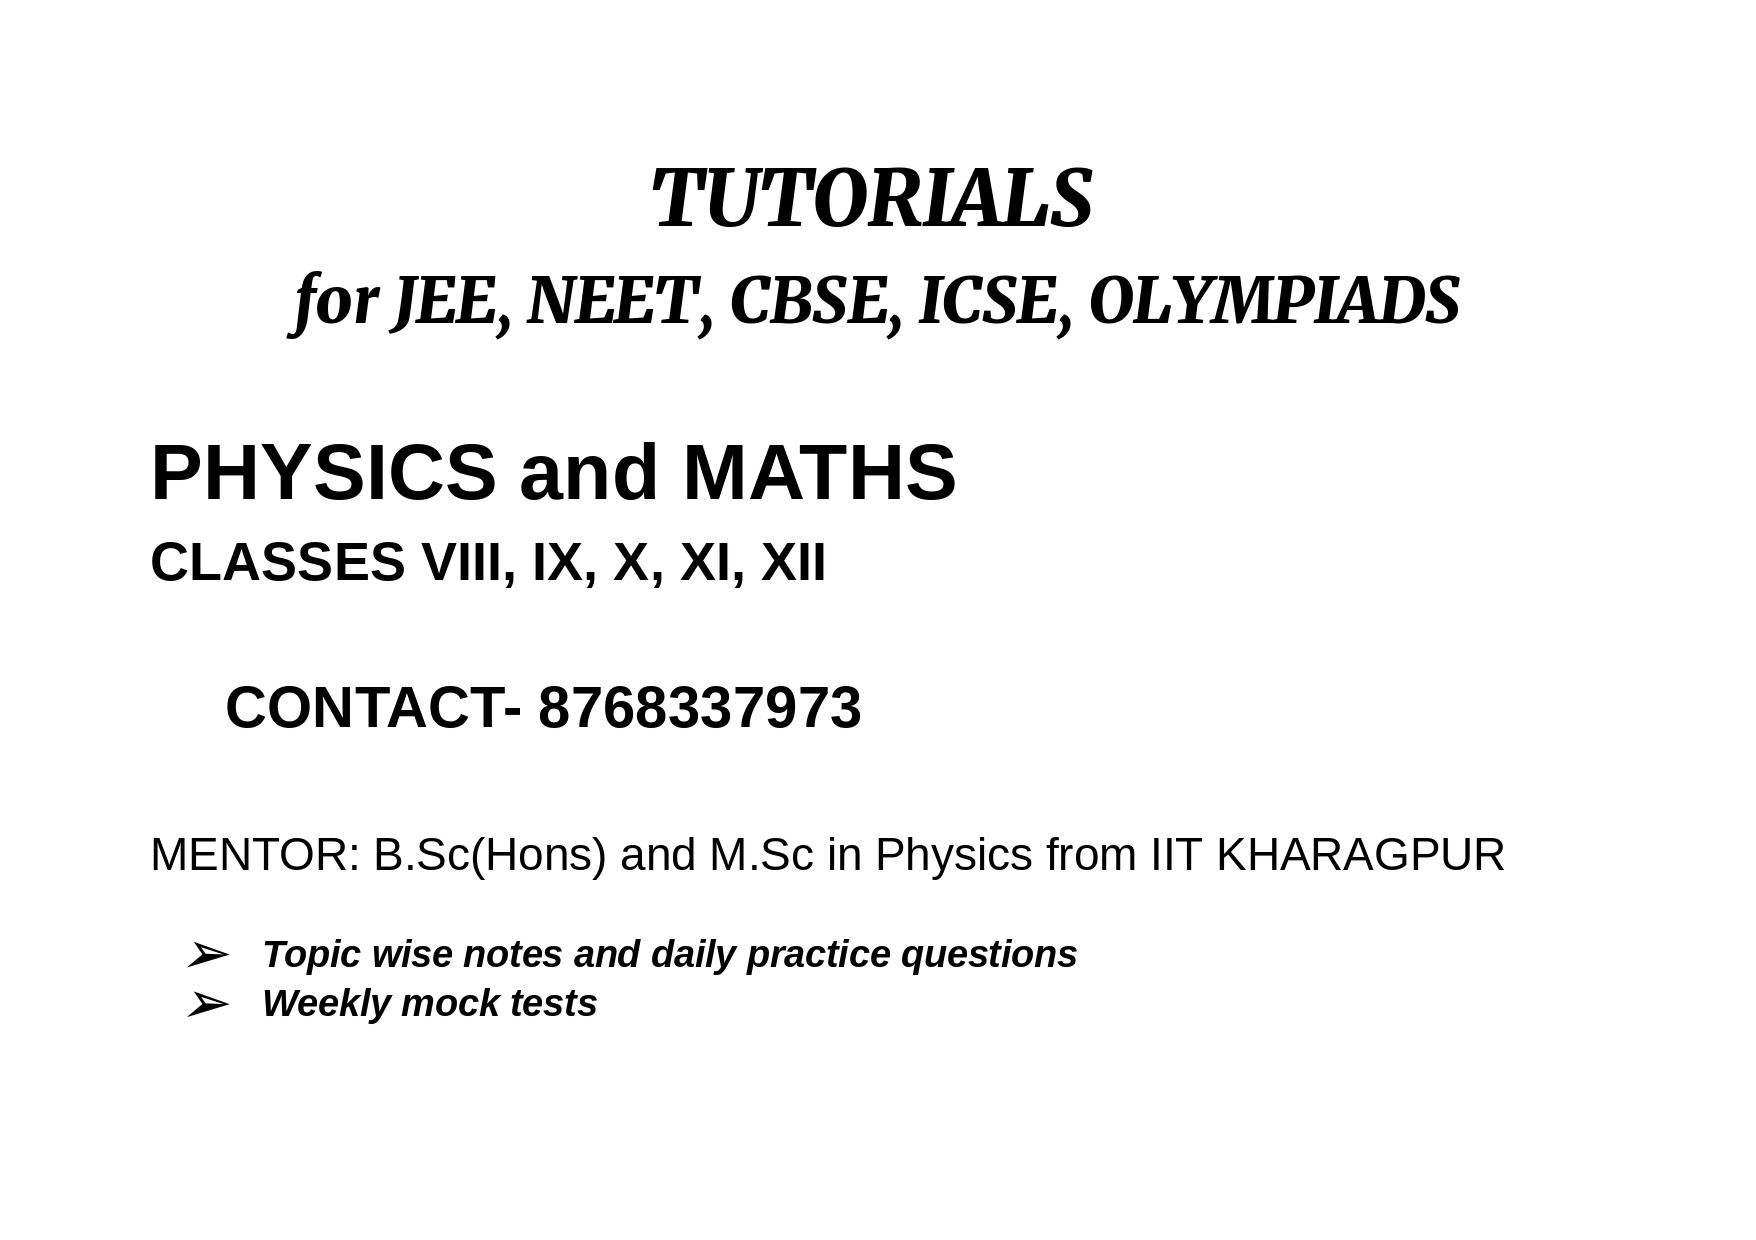 TUTORIALS
for JEE, NEET, CBSE, ICSE, OLYMPIADS
PHYSICS and MATHS
CLASSES VIII, IX, X, XI, XII
CONTACT- 8768337973
MENTOR: B.Sc(Hons) and M.Sc in Physics from IIT KHARAGPUR
➢ Topic wise notes and daily practice questions
➢ Weekly mock tests